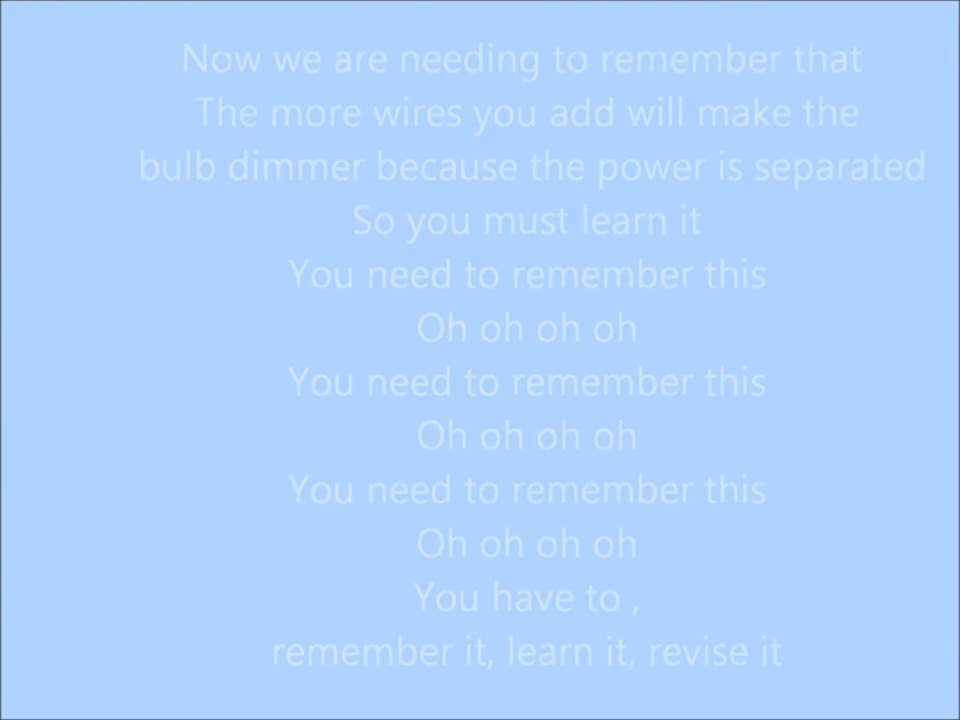 Now we are needing to remember that
The more wires you add will make the
bulb dimmer because the power is separated
So you must learn it
You need to remember this
Oh oh oh oh
You need to remember this
Oh oh oh oh
You need to remember this
Oh oh oh oh
You have to ,
remember it, learn it, revise it